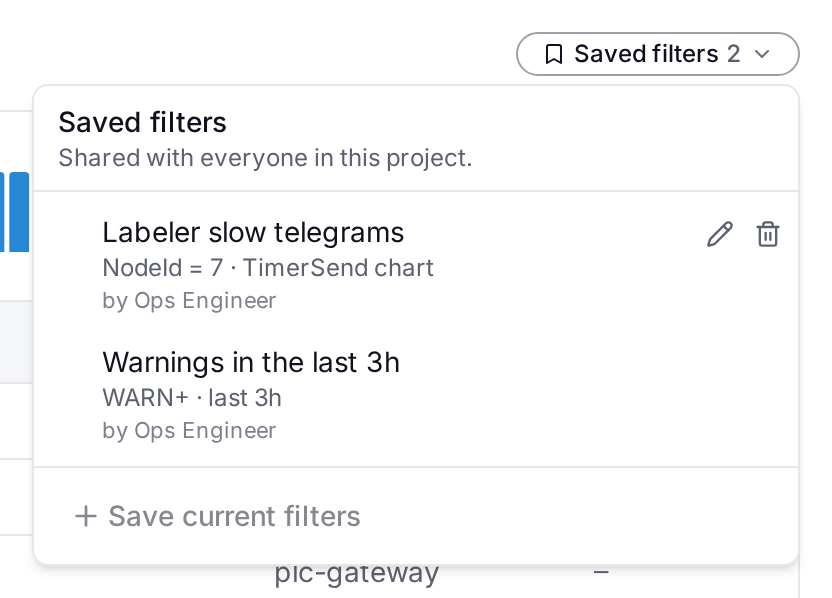 Saved filters 2
Saved filters
Shared with everyone in this project.
Labeler slow telegrams
NodeId = 7 · TimerSend chart
by Ops Engineer
Warnings in the last 3h
WARN+ · last 3h
by Ops Engineer
Save current filters
plc-gateway –